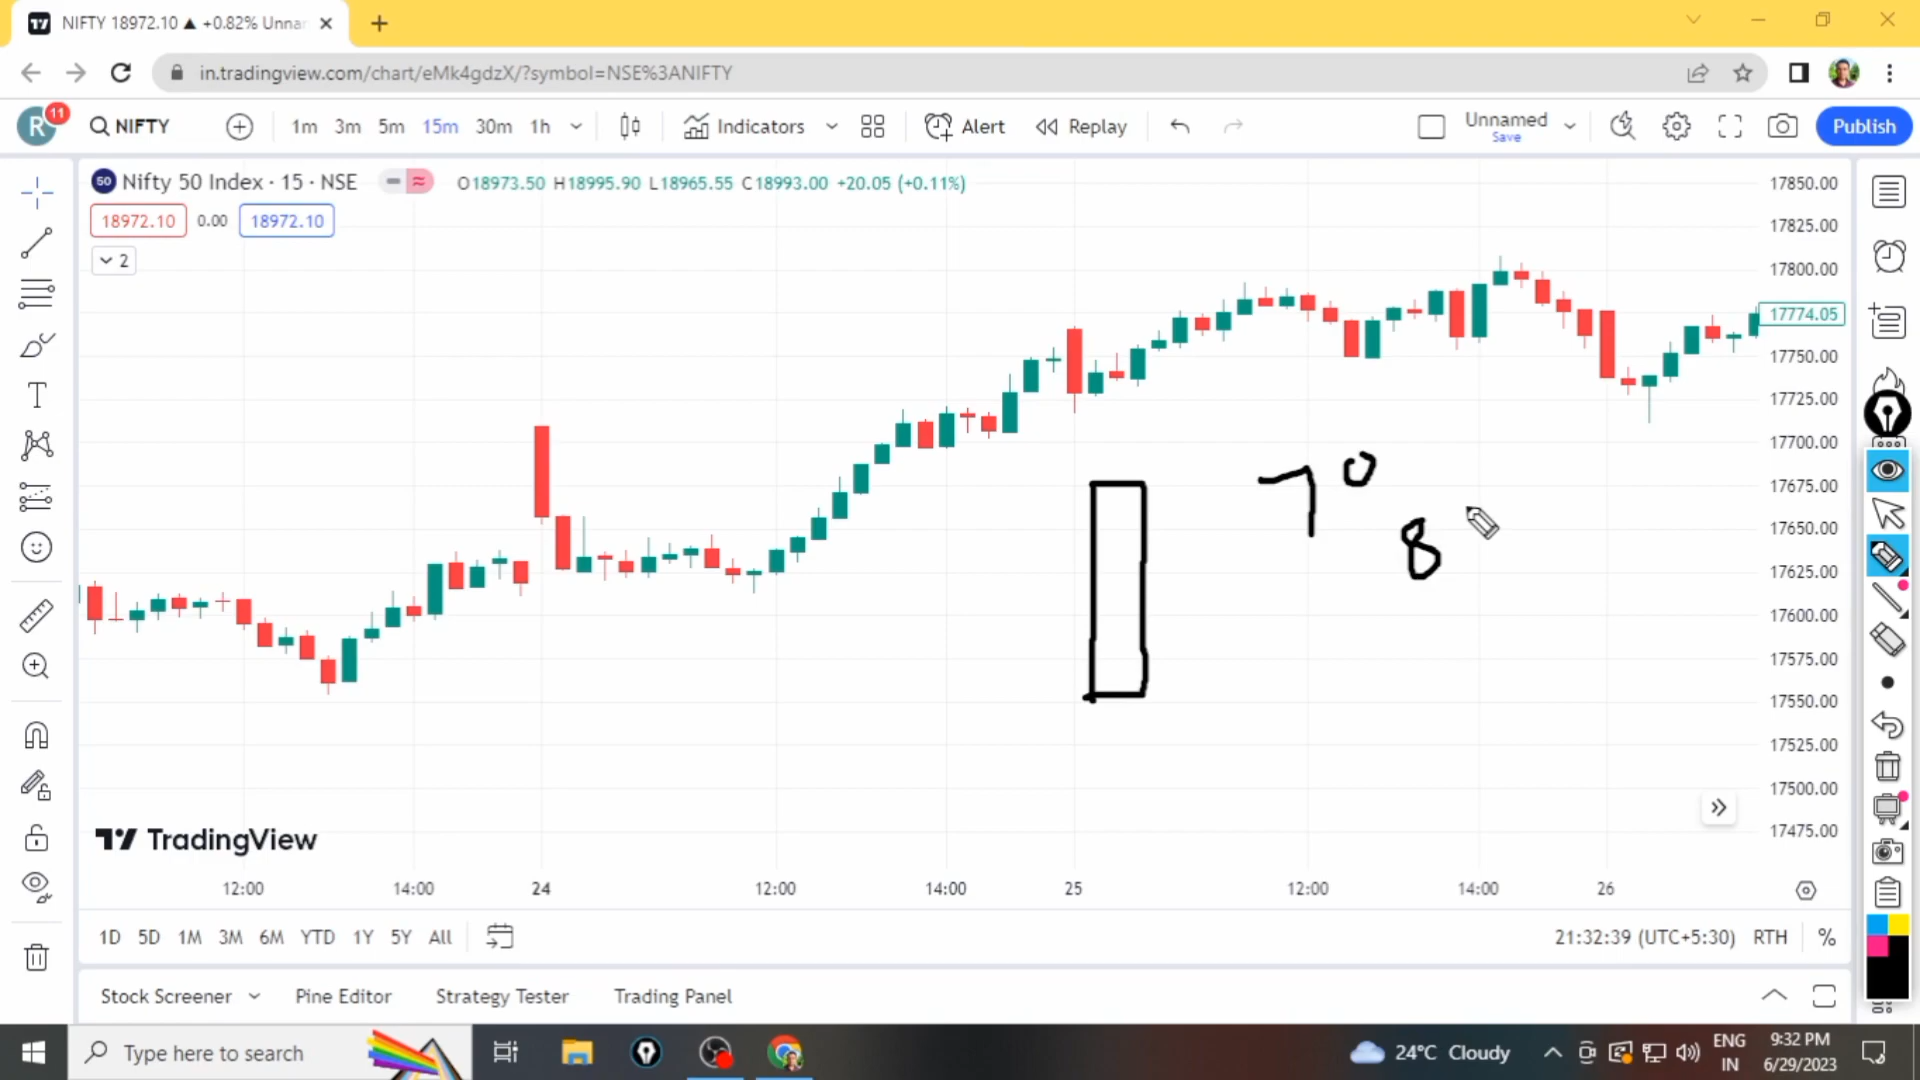 NIFTY 18972.10 ▲ +0.82% Unnar
in.tradingview.com/chart/eMk4gdzX/?symbol=NSE%3ANIFTY
R 11 NIFTY 1m 3m 5m 15m 30m 1h Indicators Alert Replay Unnamed Save Publish
50 Nifty 50 Index · 15 · NSE O18973.50 H18995.90 L18965.55 C18993.00 +20.05 (+0.11%)
18972.10 0.00 18972.10
2
17850.00
17825.00
17800.00
17774.05
17750.00
17725.00
17700.00
17675.00
17650.00
17625.00
17600.00
17575.00
17550.00
17525.00
17500.00
17475.00
70
8
TradingView
12:00 14:00 24 12:00 14:00 25 12:00 14:00 26
1D 5D 1M 3M 6M YTD 1Y 5Y All 21:32:39 (UTC+5:30) RTH %
Stock Screener Pine Editor Strategy Tester Trading Panel
Type here to search 24°C Cloudy ENG IN 9:32 PM 6/29/2023